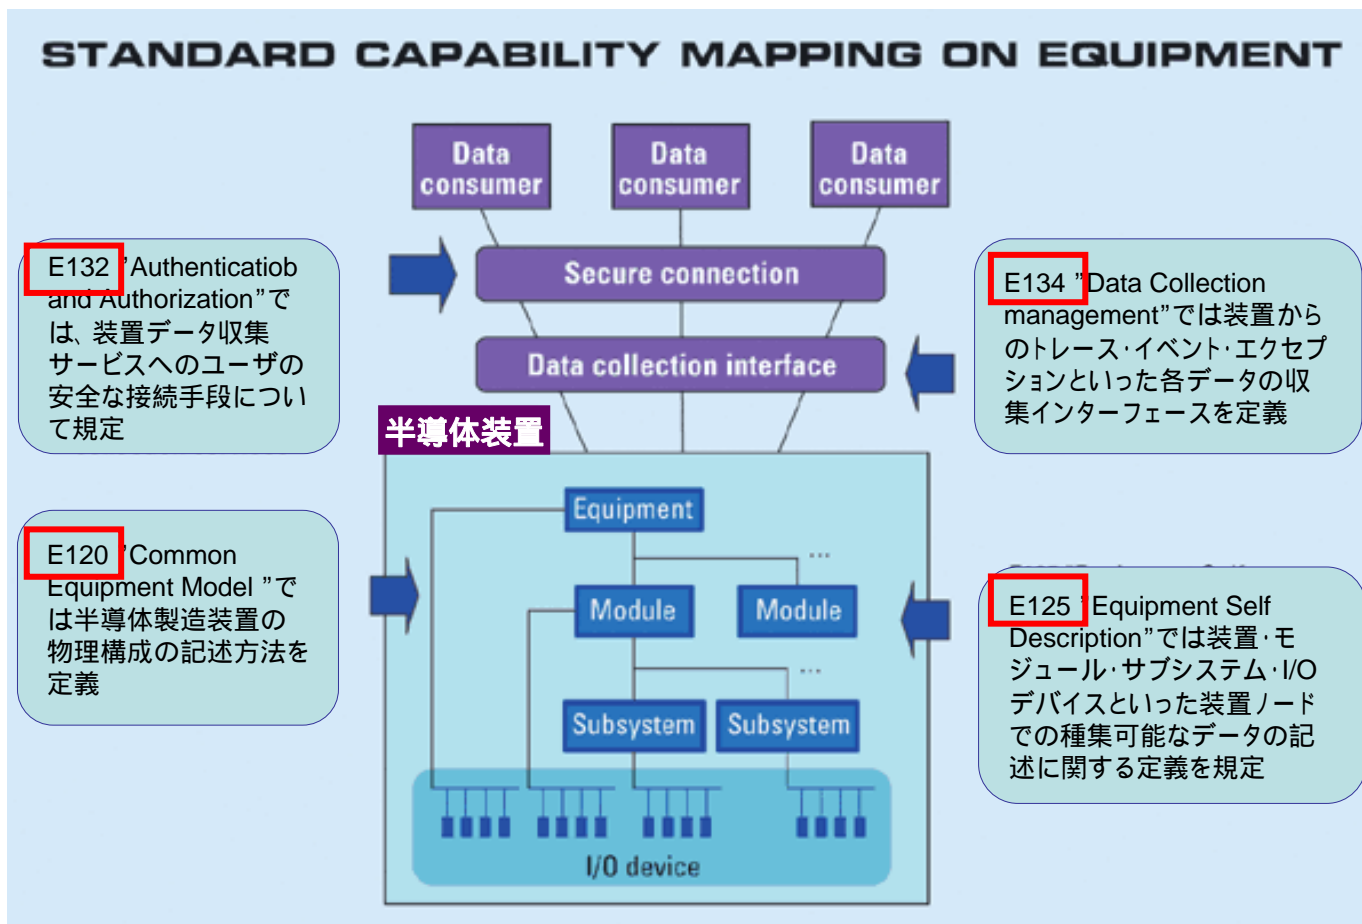 STANDARD CAPABILITY MAPPING ON EQUIPMENT
Data
consumer
Data
consumer
Data
consumer
E132 ”Authenticatiob
and Authorization”で
は、装置データ収集
サービスへのユーザの
安全な接続手段につい
て規定
Secure connection
Data collection interface
E134 ”Data Collection
management”では装置から
のトレース・イベント・エクセプ
ションといった各データの収
集インターフェースを定義
半導体装置
E120 ”Common
Equipment Model ”で
は半導体製造装置の
物理構成の記述方法を
定義
Equipment
...
Module
Module
...
Subsystem
Subsystem
I/O device
E125 ”Equipment Self
Description”では装置・モ
ジュール・サブシステム・I/O
デバイスといった装置ノード
での種集可能なデータの記
述に関する定義を規定